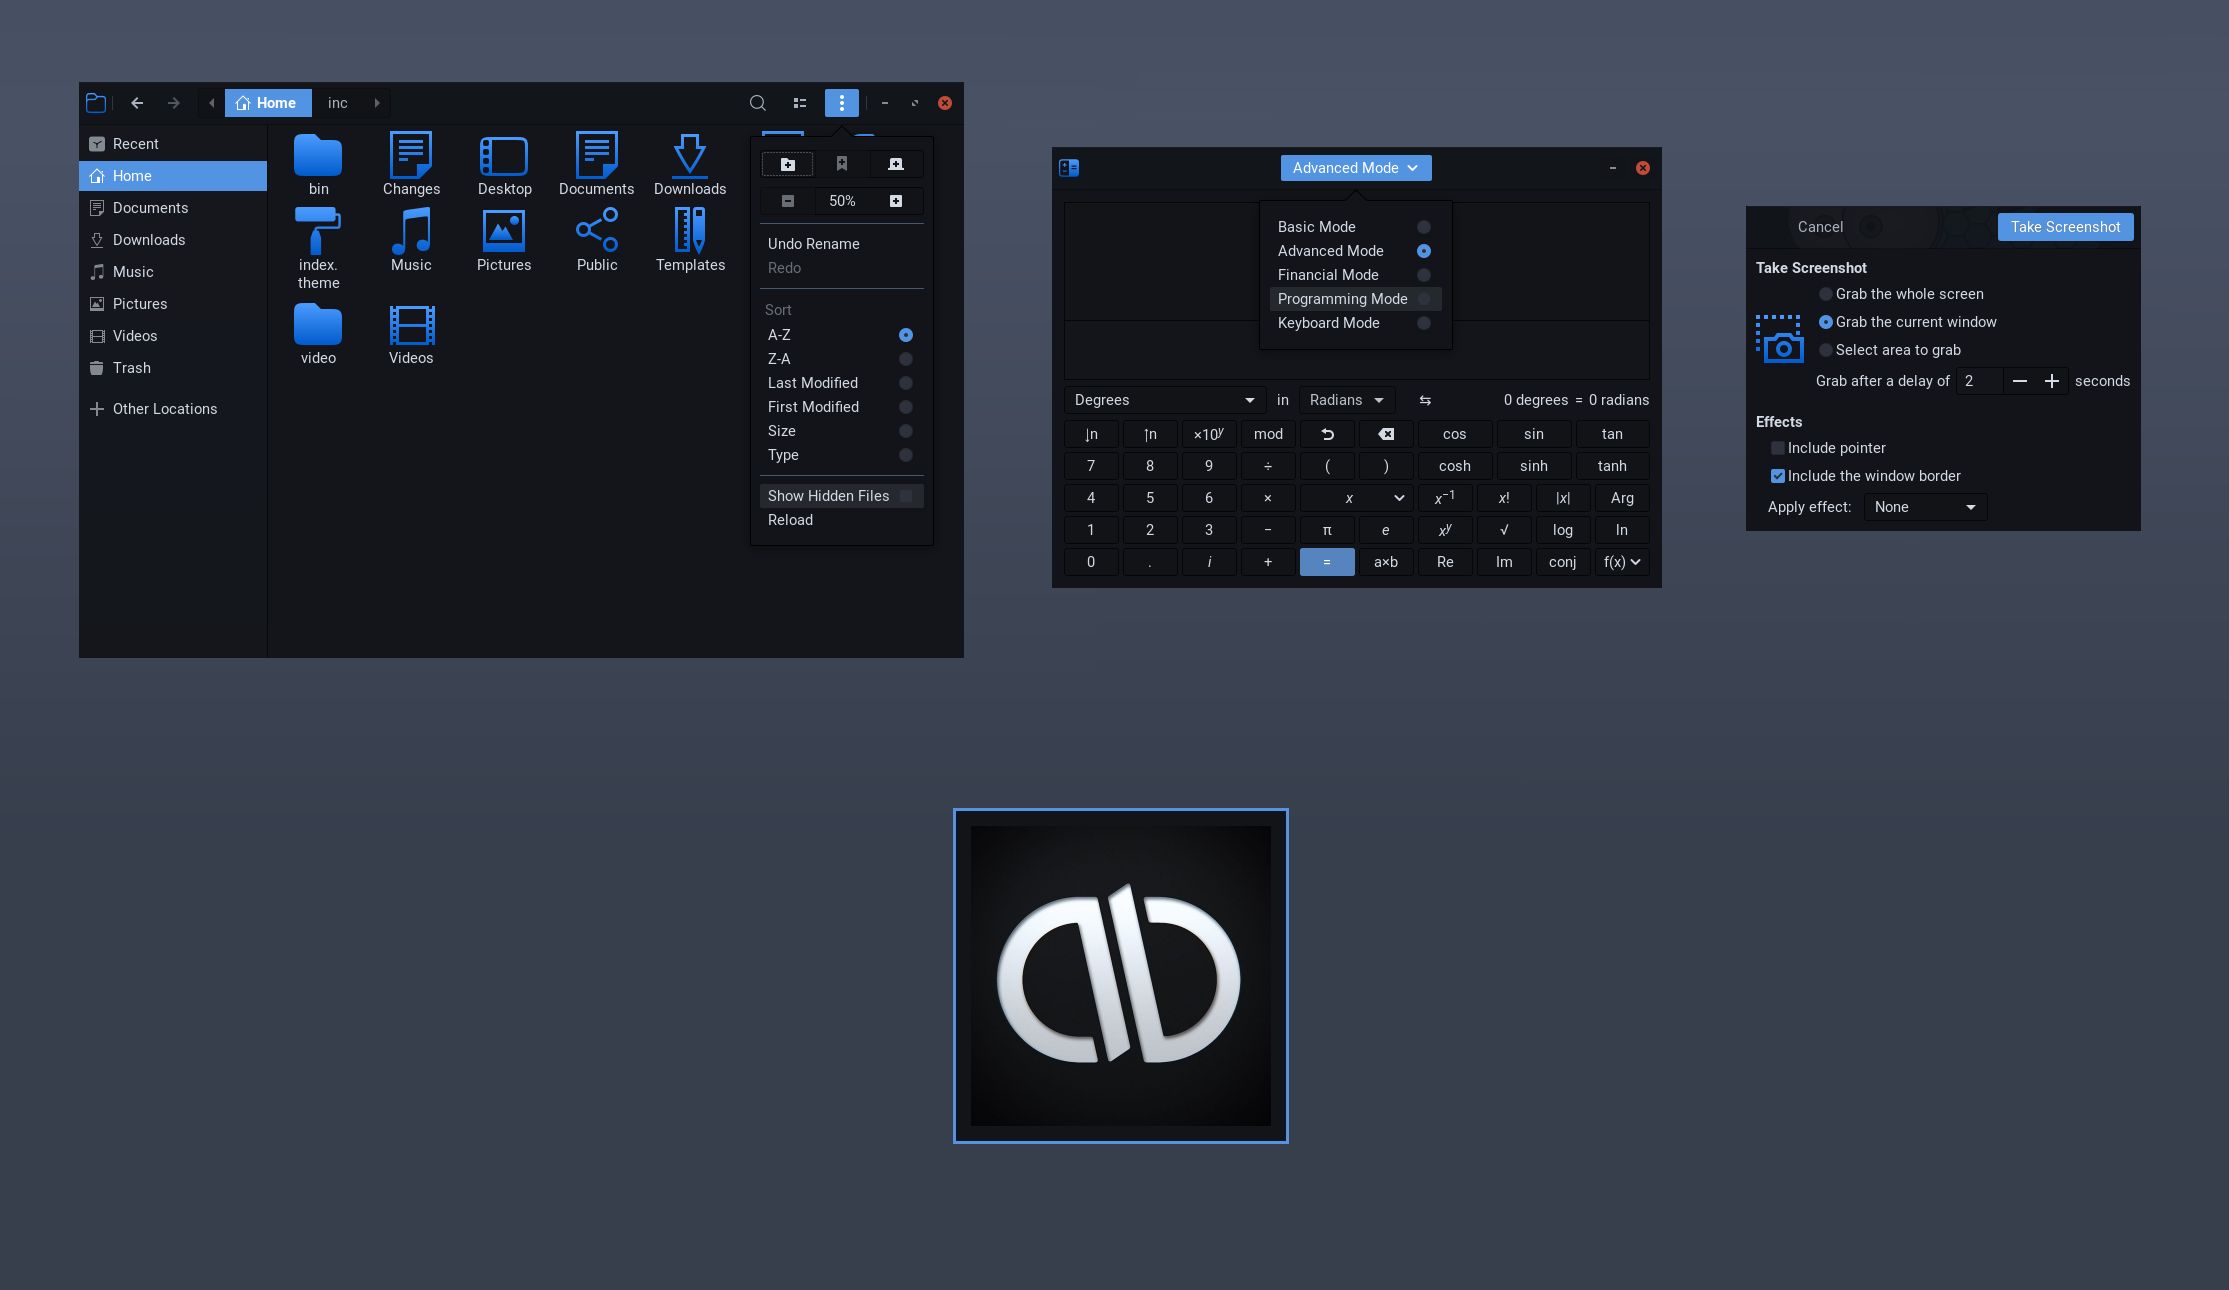 Home
inc
Recent
Home
Documents
Downloads
Music
Pictures
Videos
Trash
Other Locations
bin
Changes
Desktop
Documents
Downloads
index.
theme
Music
Pictures
Public
Templates
video
Videos
50%
Undo Rename
Redo
Sort
A-Z
Z-A
Last Modified
First Modified
Size
Type
Show Hidden Files
Reload
Advanced Mode
Basic Mode
Advanced Mode
Financial Mode
Programming Mode
Keyboard Mode
Degrees in Radians ⇆ 0 degrees = 0 radians
↓n ↑n ×10^y mod cos sin tan
7 8 9 ÷ ( ) cosh sinh tanh
4 5 6 × x x⁻¹ x! |x| Arg
1 2 3 − π e x^y √ log ln
0 . i + = a×b Re Im conj f(x)
Cancel Take Screenshot
Take Screenshot
Grab the whole screen
Grab the current window
Select area to grab
Grab after a delay of 2 − + seconds
Effects
Include pointer
Include the window border
Apply effect: None